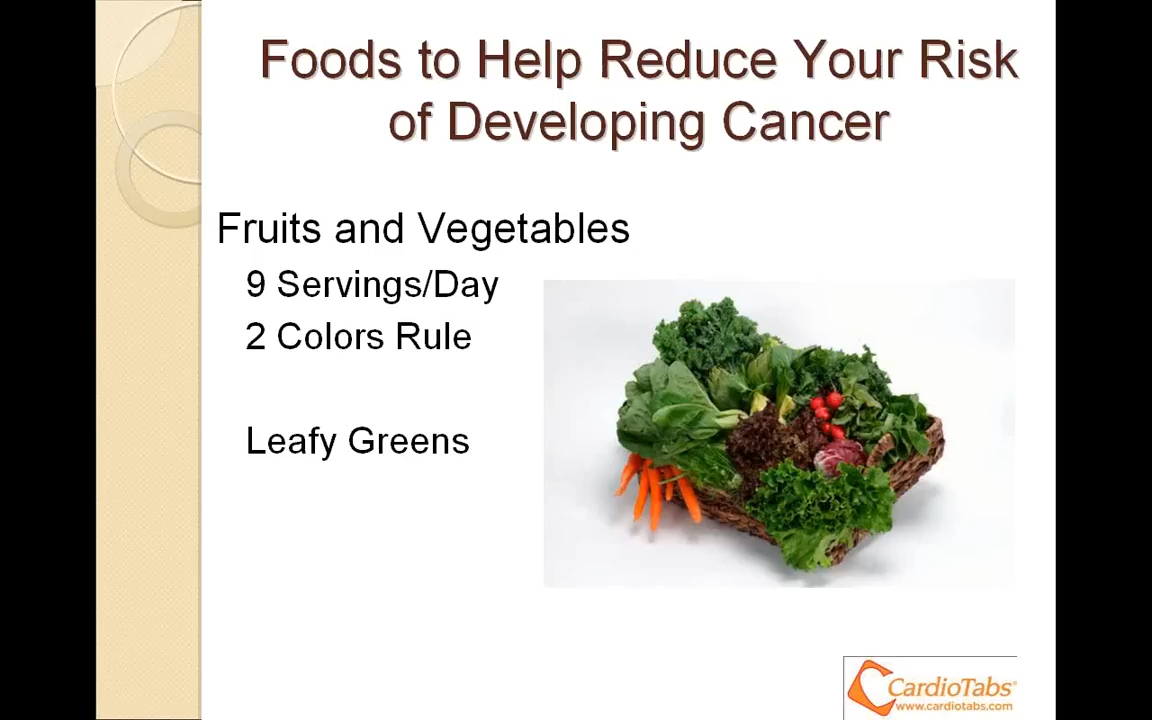 Foods to Help Reduce Your Risk
of Developing Cancer
Fruits and Vegetables
9 Servings/Day
2 Colors Rule
Leafy Greens
CardioTabs®
www.cardiotabs.com